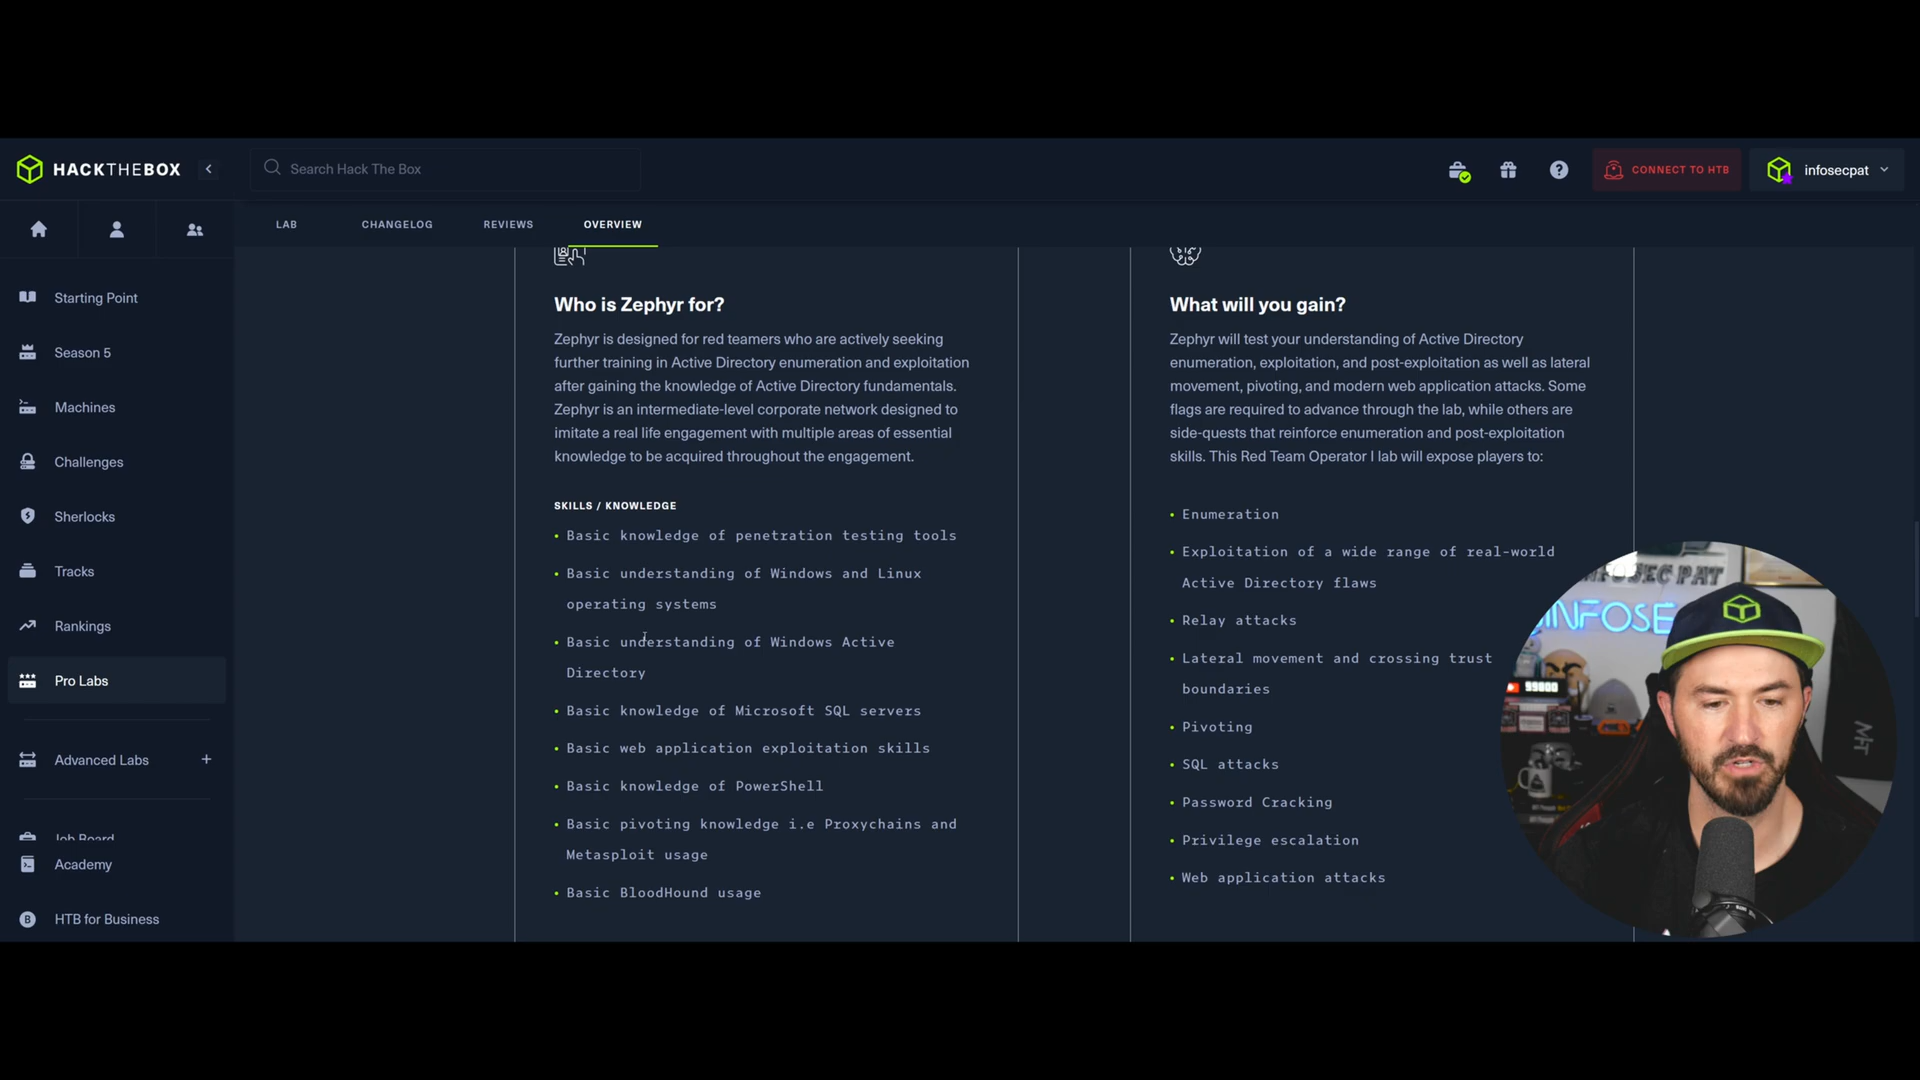 HACKTHEBOX
Search Hack The Box
CONNECT TO HTB
infosecpat
LAB
CHANGELOG
REVIEWS
OVERVIEW
Starting Point
Season 5
Machines
Challenges
Sherlocks
Tracks
Rankings
Pro Labs
Advanced Labs
Job Board
Academy
HTB for Business
Who is Zephyr for?
Zephyr is designed for red teamers who are actively seeking
further training in Active Directory enumeration and exploitation
after gaining the knowledge of Active Directory fundamentals.
Zephyr is an intermediate-level corporate network designed to
imitate a real life engagement with multiple areas of essential
knowledge to be acquired throughout the engagement.
SKILLS / KNOWLEDGE
• Basic knowledge of penetration testing tools
• Basic understanding of Windows and Linux
operating systems
• Basic understanding of Windows Active
Directory
• Basic knowledge of Microsoft SQL servers
• Basic web application exploitation skills
• Basic knowledge of PowerShell
• Basic pivoting knowledge i.e Proxychains and
Metasploit usage
• Basic BloodHound usage
What will you gain?
Zephyr will test your understanding of Active Directory
enumeration, exploitation, and post-exploitation as well as lateral
movement, pivoting, and modern web application attacks. Some
flags are required to advance through the lab, while others are
side-quests that reinforce enumeration and post-exploitation
skills. This Red Team Operator I lab will expose players to:
• Enumeration
• Exploitation of a wide range of real-world
Active Directory flaws
• Relay attacks
• Lateral movement and crossing trust
boundaries
• Pivoting
• SQL attacks
• Password Cracking
• Privilege escalation
• Web application attacks
INFOSEC PAT
INFOSE
59800